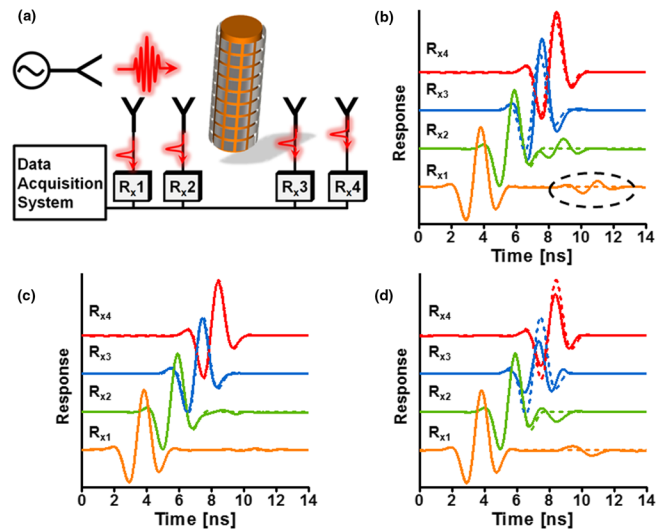 (a)
Data
Acquisition
System
Rx1
Rx2
Rx3
Rx4
(b)
Response
Rx4
Rx3
Rx2
Rx1
0 2 4 6 8 10 12 14
Time [ns]
(c)
Response
Rx4
Rx3
Rx2
Rx1
0 2 4 6 8 10 12 14
Time [ns]
(d)
Response
Rx4
Rx3
Rx2
Rx1
0 2 4 6 8 10 12 14
Time [ns]